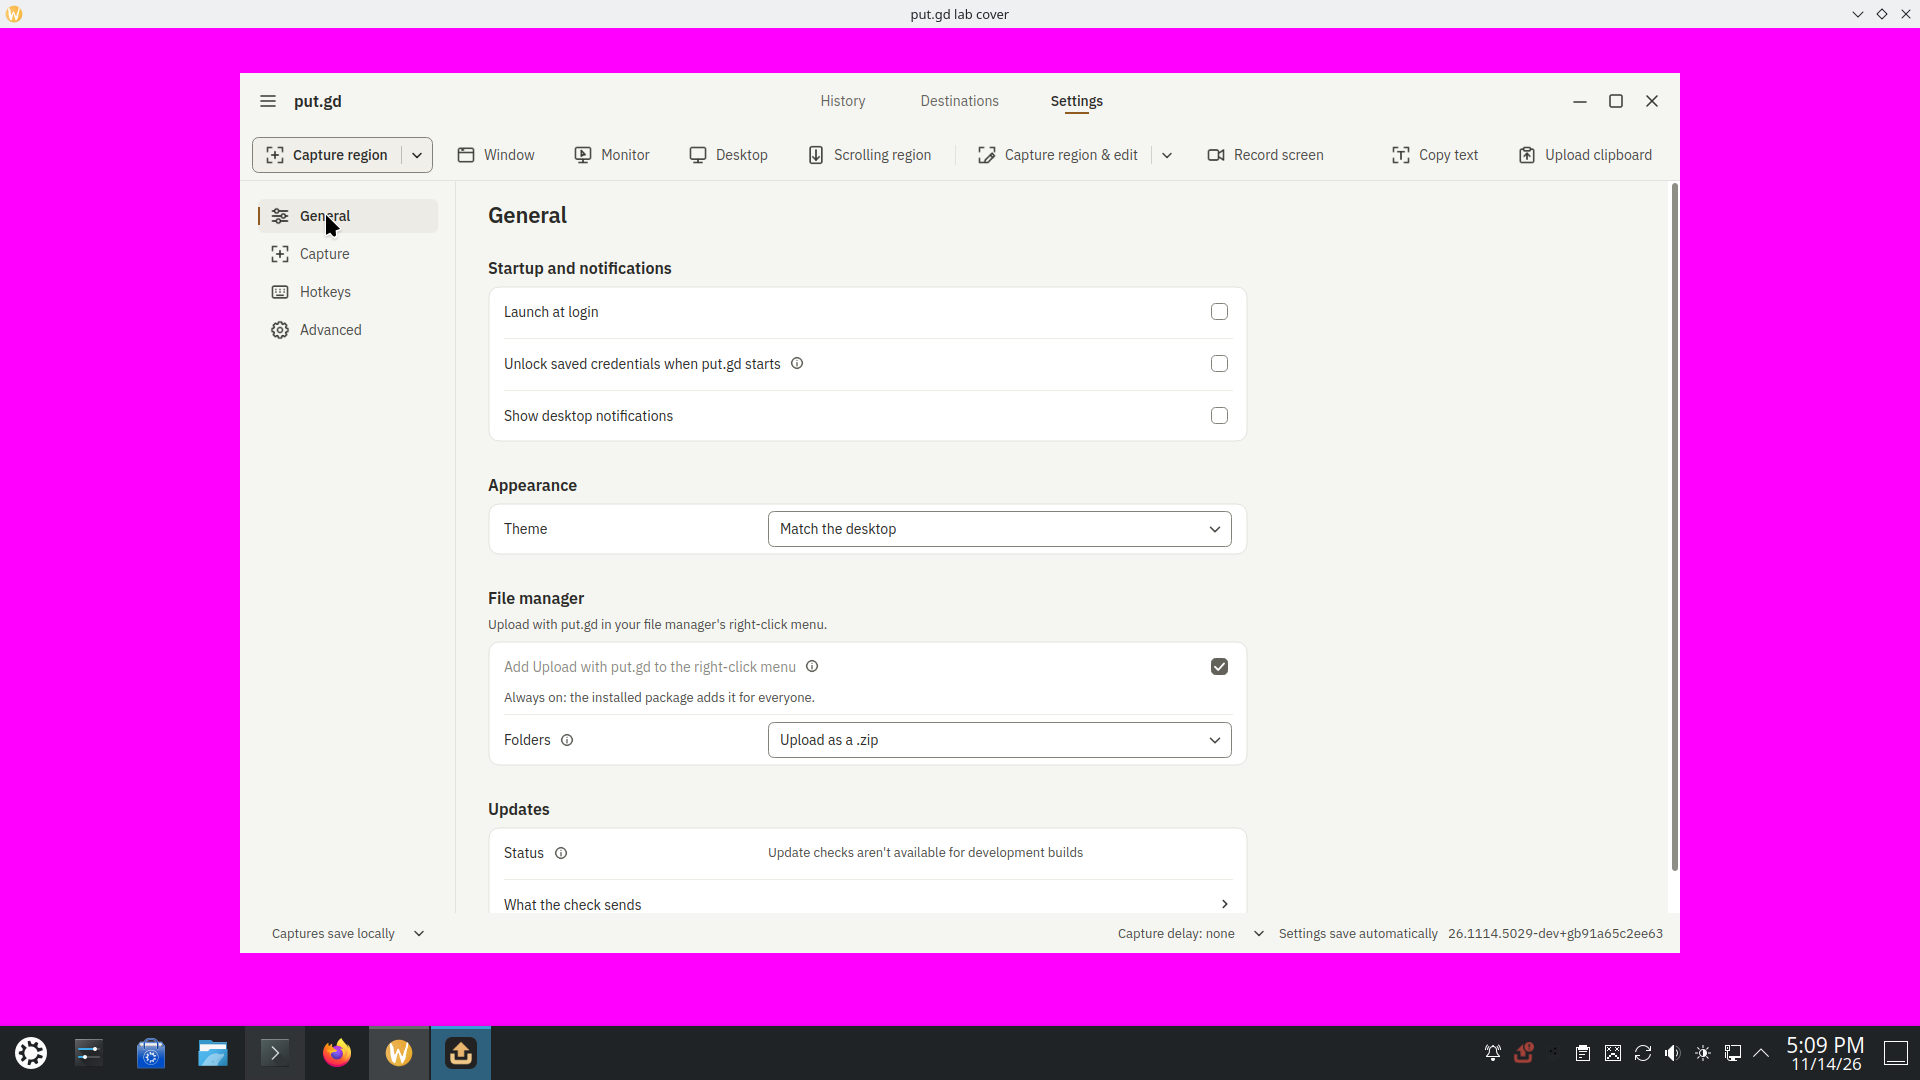 put.gd lab cover
put.gd
History
Destinations
Settings
Capture region
Window
Monitor
Desktop
Scrolling region
Capture region & edit
Record screen
Copy text
Upload clipboard
General
Capture
Hotkeys
Advanced
General
Startup and notifications
Launch at login
Unlock saved credentials when put.gd starts
Show desktop notifications
Appearance
Theme
Match the desktop
File manager
Upload with put.gd in your file manager's right-click menu.
Add Upload with put.gd to the right-click menu
Always on: the installed package adds it for everyone.
Folders
Upload as a .zip
Updates
Status
Update checks aren't available for development builds
What the check sends
Captures save locally
Capture delay: none
Settings save automatically
26.1114.5029-dev+gb91a65c2ee63
5:09 PM
11/14/26